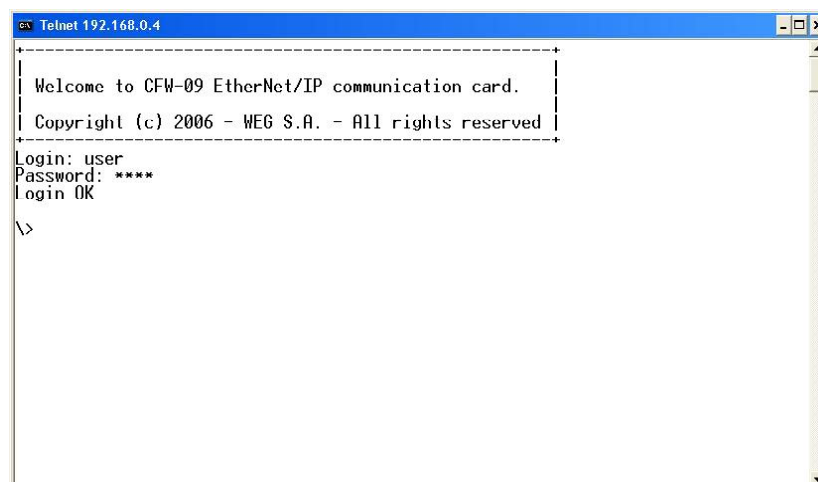 Telnet 192.168.0.4
Welcome to CFW-09 EtherNet/IP communication card.
Copyright (c) 2006 - WEG S.A. - All rights reserved
Login: user
Password: ****
Login OK
\>